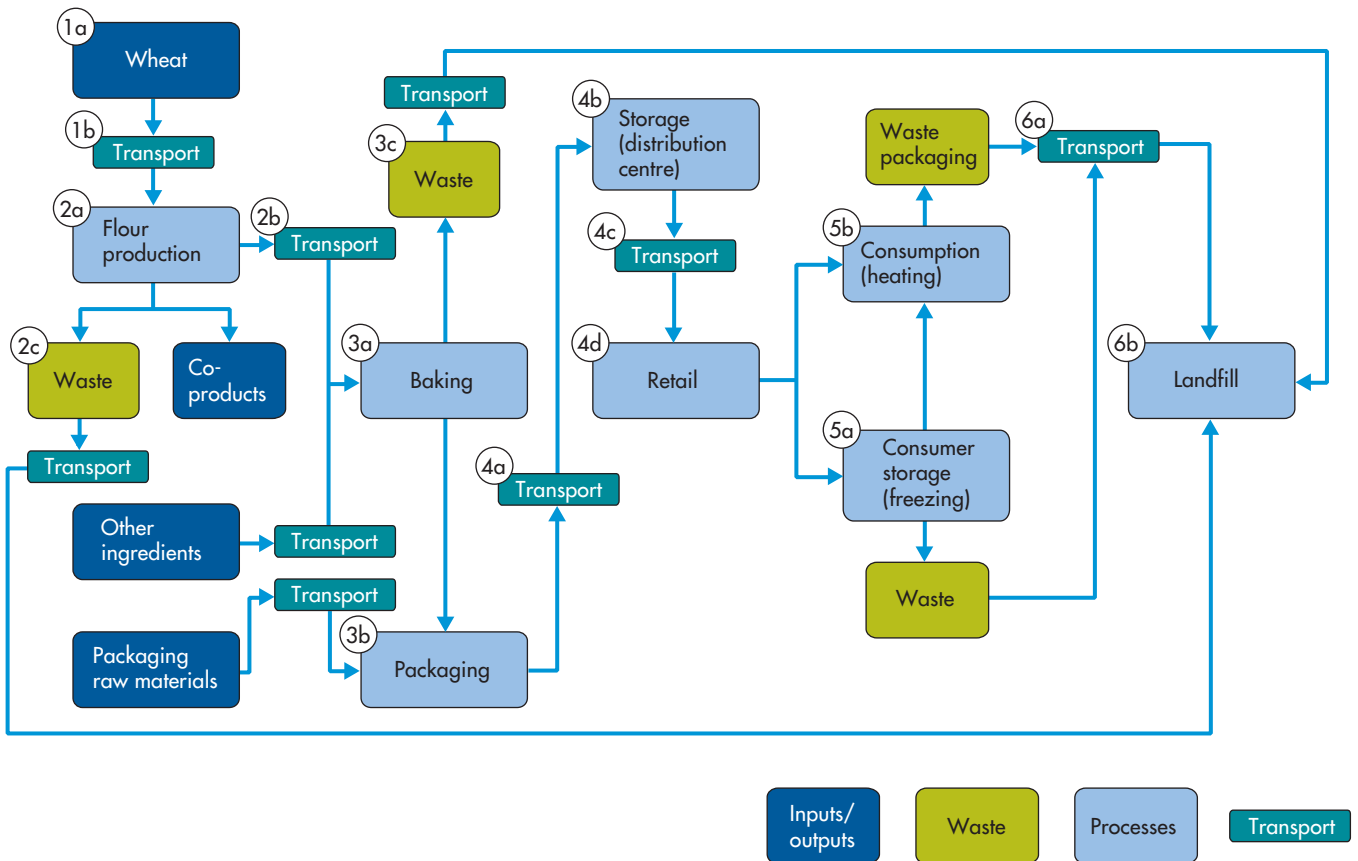 1a
Wheat
1b
Transport
2a
Flour
production
2b
Transport
2c
Waste
Co-
products
Transport
Other
ingredients
Transport
Packaging
raw materials
Transport
Transport
3c
Waste
3a
Baking
3b
Packaging
4a
Transport
4b
Storage
(distribution
centre)
4c
Transport
4d
Retail
Waste
packaging
5b
Consumption
(heating)
5a
Consumer
storage
(freezing)
Waste
6a
Transport
6b
Landfill
Inputs/
outputs
Waste
Processes
Transport